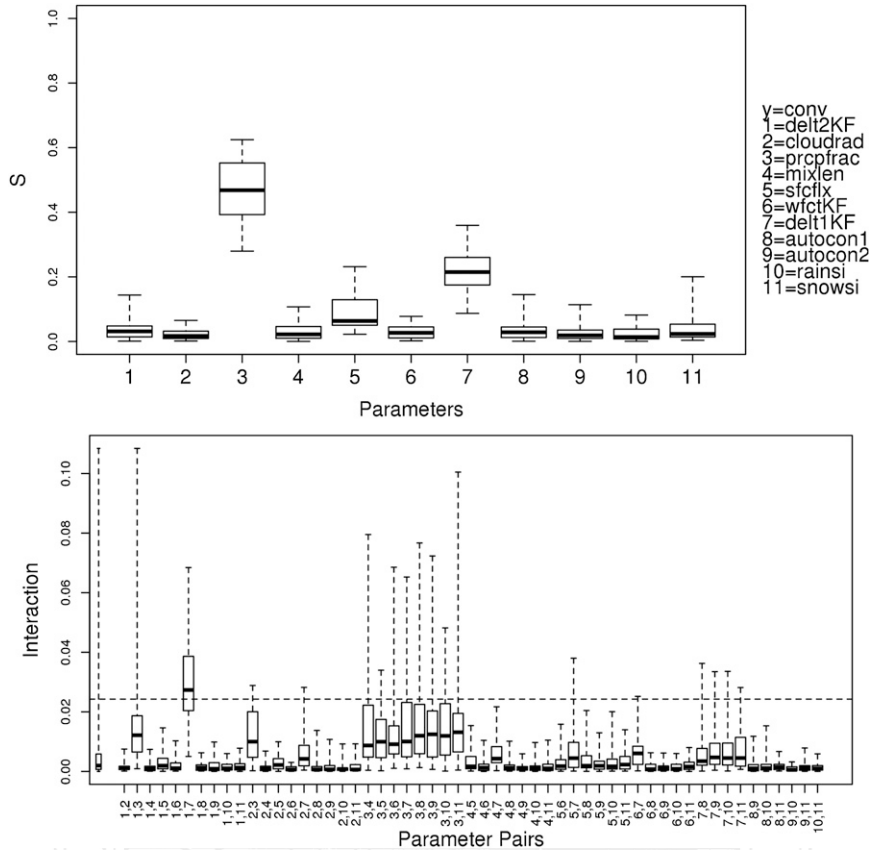 1.0
0.8
0.6
0.4
0.2
0.0
S
1 2 3 4 5 6 7 8 9 10 11
Parameters
y=conv
1=delt2KF
2=cloudrad
3=prcpfrac
4=mixlen
5=sfcflx
6=wfctKF
7=delt1KF
8=autocon1
9=autocon2
10=rainsi
11=snowsi
0.10
0.08
0.06
0.04
0.02
0.00
Interaction
1,2 1,3 1,4 1,5 1,6 1,7 1,8 1,9 1,10 1,11 2,3 2,4 2,5 2,6 2,7 2,8 2,9 2,10 2,11 3,4 3,5 3,6 3,7 3,8 3,9 3,10 3,11 4,5 4,6 4,7 4,8 4,9 4,10 4,11 5,6 5,7 5,8 5,9 5,10 5,11 6,7 6,8 6,9 6,10 6,11 7,8 7,9 7,10 7,11 8,9 8,10 8,11 9,10 9,11 10,11
Parameter Pairs